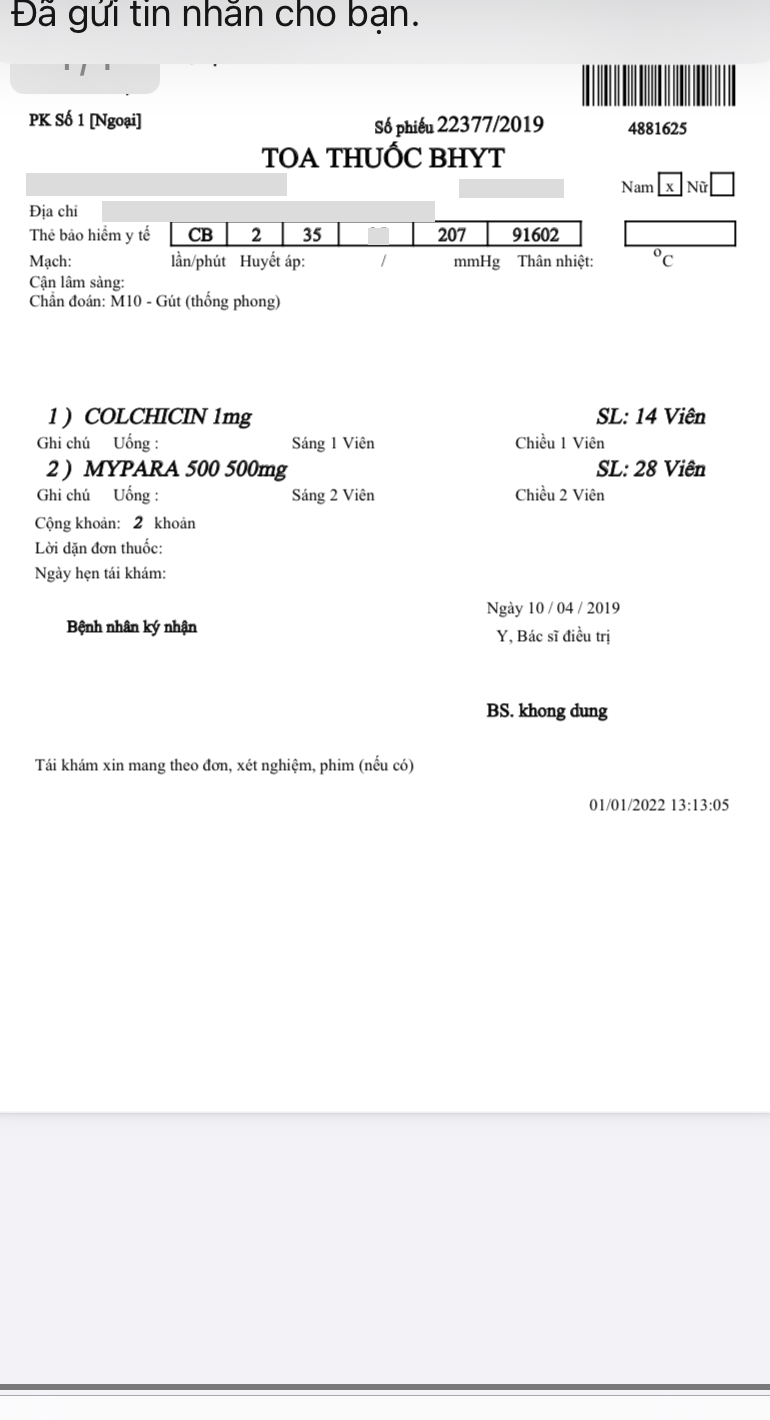 Đã gửi tin nhắn cho bạn.
PK Số 1 [Ngoại]
Số phiếu 22377/2019
4881625
TOA THUỐC BHYT
Nam x Nữ
Địa chỉ
Thẻ bảo hiểm y tế CB 2 35 207 91602
Mạch: lần/phút Huyết áp: / mmHg Thân nhiệt: °C
Cận lâm sàng:
Chẩn đoán: M10 - Gút (thống phong)
1 ) COLCHICIN 1mg SL: 14 Viên
Ghi chú Uống : Sáng 1 Viên Chiều 1 Viên
2 ) MYPARA 500 500mg SL: 28 Viên
Ghi chú Uống : Sáng 2 Viên Chiều 2 Viên
Cộng khoản: 2 khoản
Lời dặn đơn thuốc:
Ngày hẹn tái khám:
Ngày 10 / 04 / 2019
Bệnh nhân ký nhận
Y, Bác sĩ điều trị
BS. khong dung
Tái khám xin mang theo đơn, xét nghiệm, phim (nếu có)
01/01/2022 13:13:05